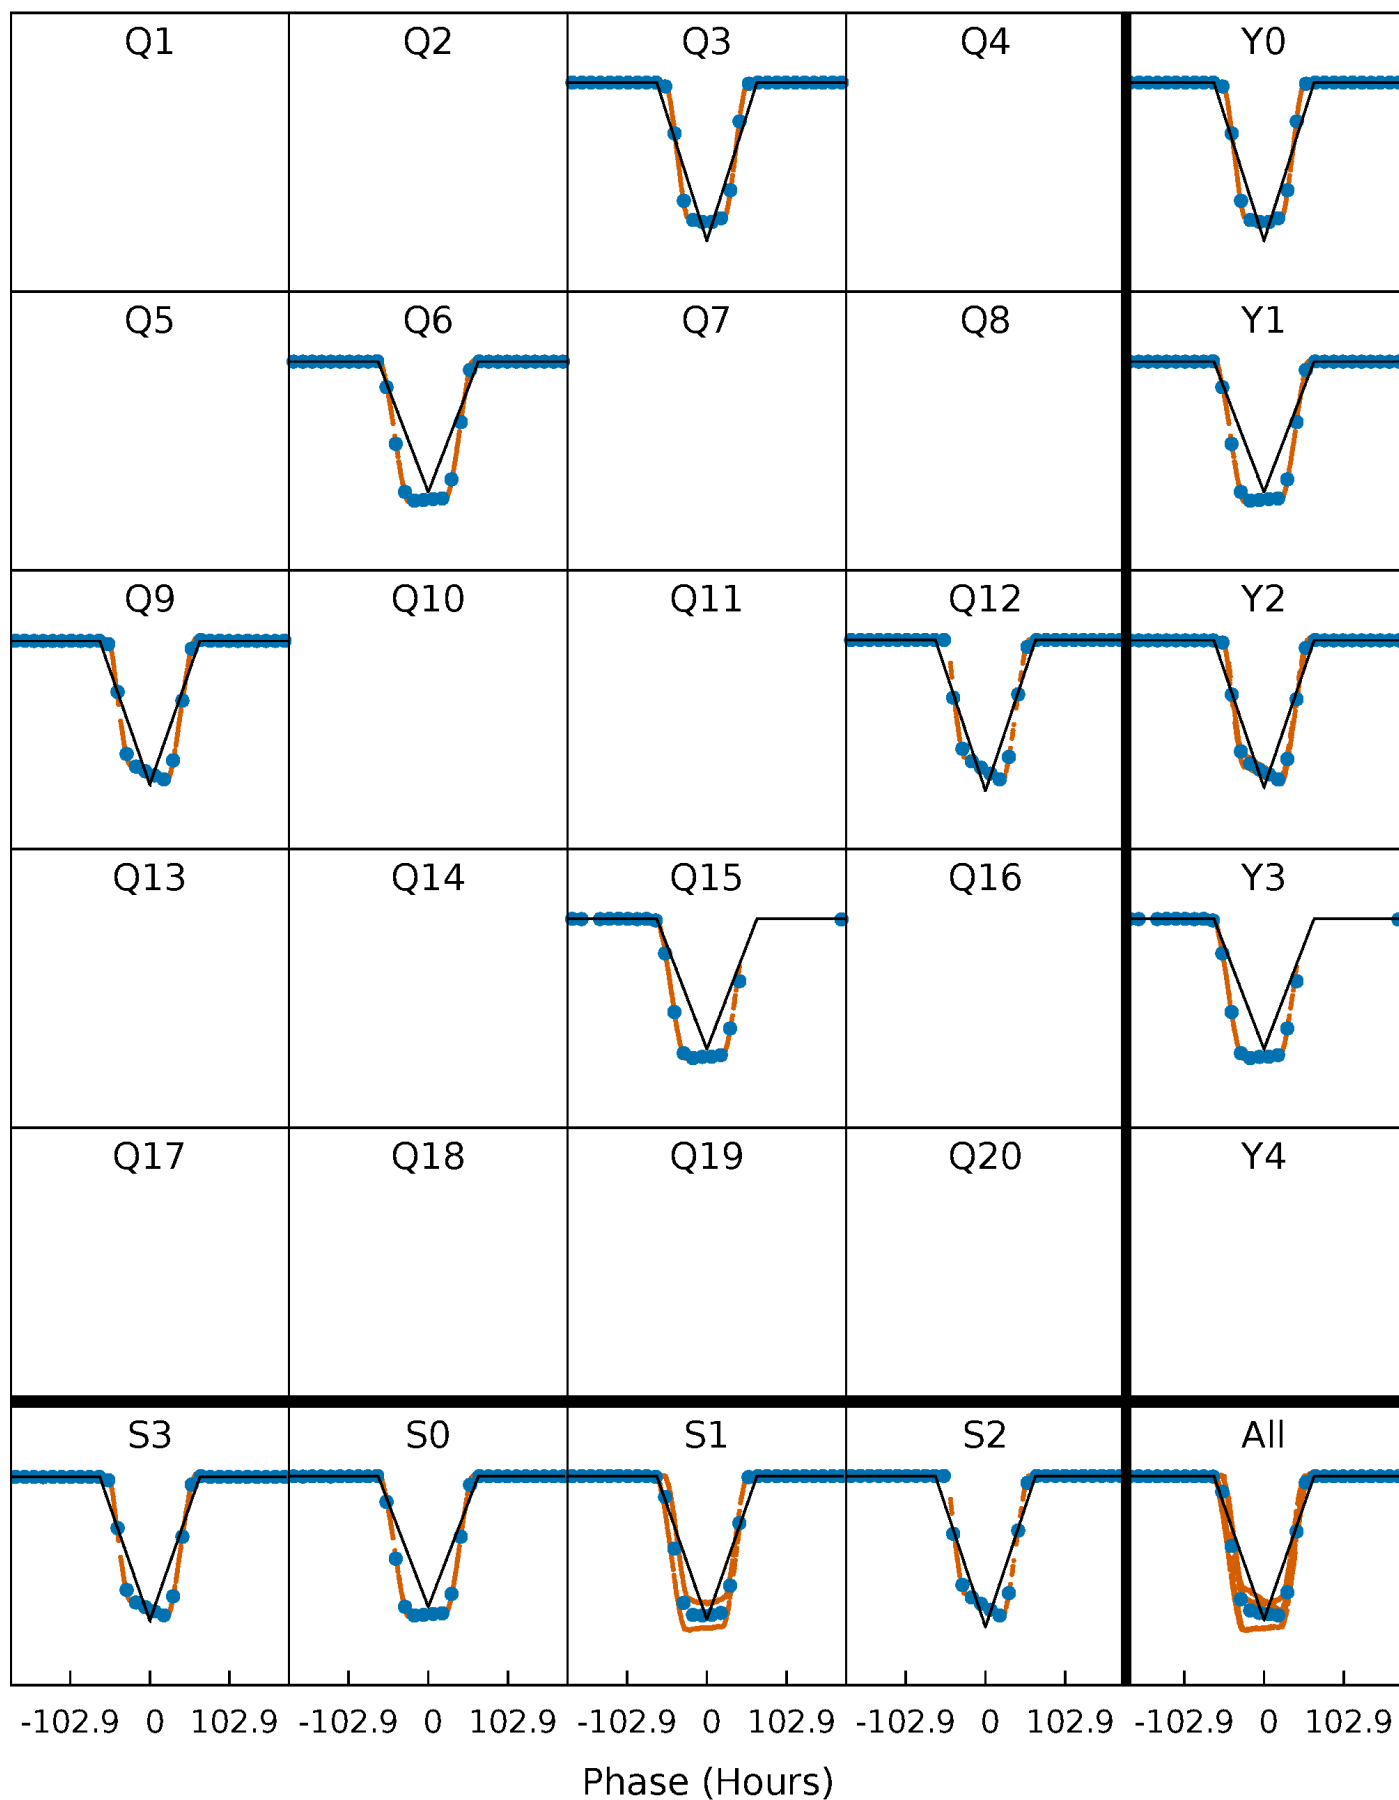 Q1 Q2 Q3 Q4 Y0
Q5 Q6 Q7 Q8 Y1
Q9 Q10 Q11 Q12 Y2
Q13 Q14 Q15 Q16 Y3
Q17 Q18 Q19 Q20 Y4
S3 S0 S1 S2 All
-102.9 0 102.9 -102.9 0 102.9 -102.9 0 102.9 -102.9 0 102.9 -102.9 0 102.9
Phase (Hours)